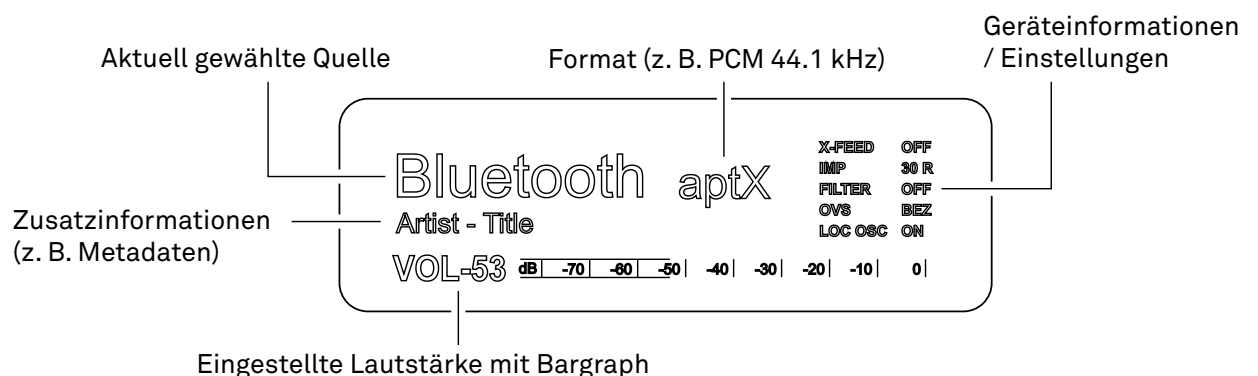 Geräteinformationen
/ Einstellungen
Aktuell gewählte Quelle
Format (z. B. PCM 44.1 kHz)
Bluetooth aptX
X-FEED OFF
IMP 30 R
FILTER OFF
OVS BEZ
LOC OSC ON
Zusatzinformationen
(z. B. Metadaten)
Artist - Title
VOL-53 dB -70 -60 -50 -40 -30 -20 -10 0
Eingestellte Lautstärke mit Bargraph